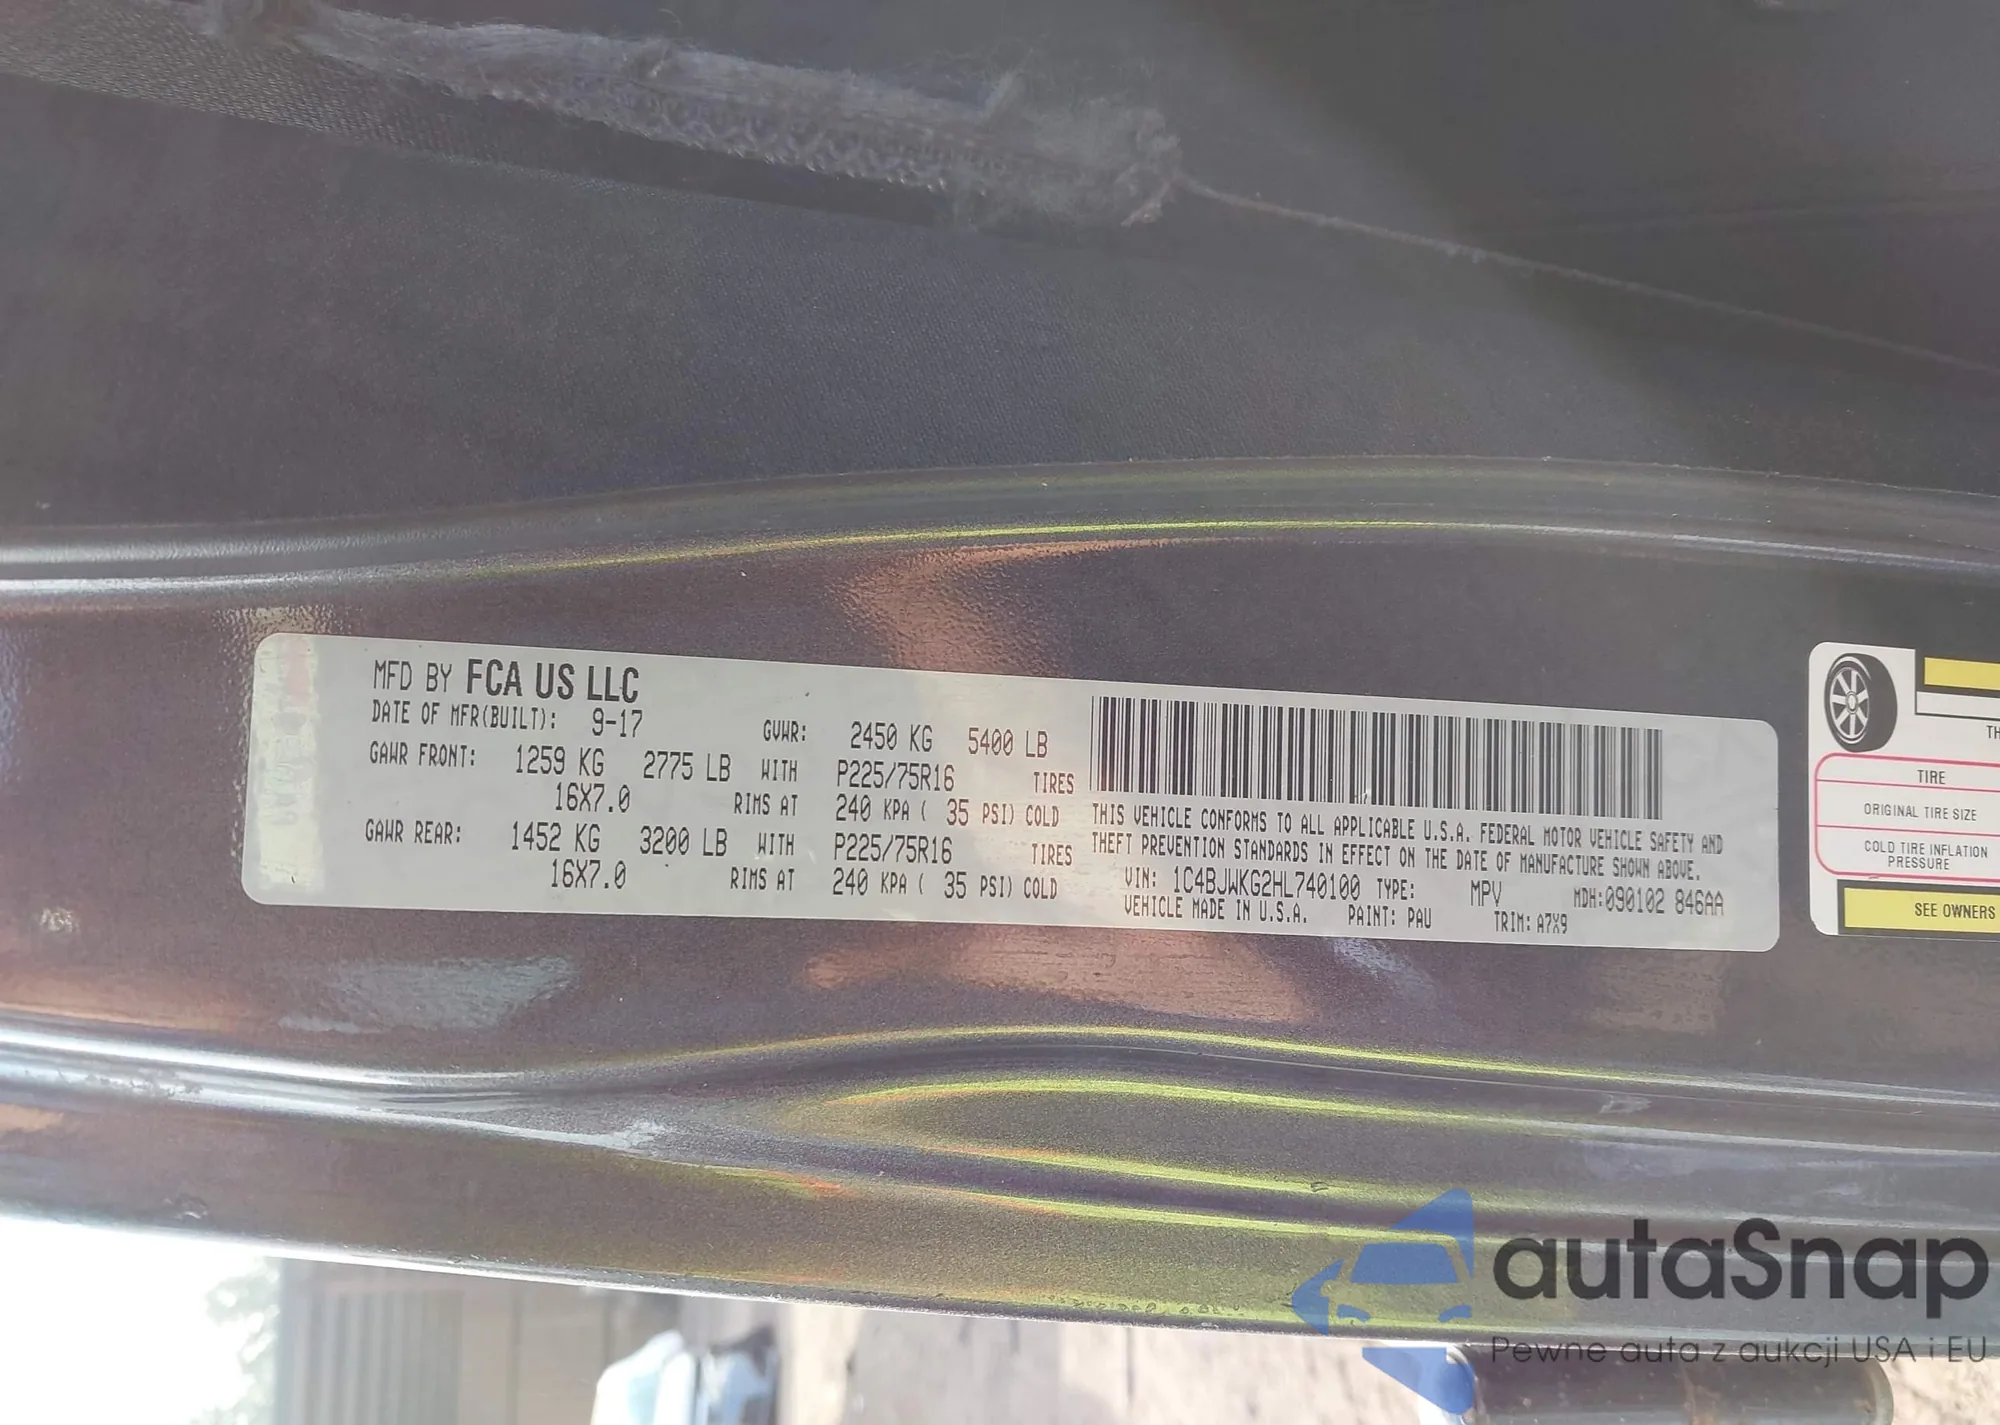 MFD BY FCA US LLC
DATE OF MFR(BUILT): 9-17 GVWR: 2450 KG 5400 LB
GAWR FRONT: 1259 KG 2775 LB WITH P225/75R16 TIRES
16X7.0 RIMS AT 240 KPA ( 35 PSI) COLD
GAWR REAR: 1452 KG 3200 LB WITH P225/75R16 TIRES
16X7.0 RIMS AT 240 KPA ( 35 PSI) COLD
THIS VEHICLE CONFORMS TO ALL APPLICABLE U.S.A. FEDERAL MOTOR VEHICLE SAFETY AND
THEFT PREVENTION STANDARDS IN EFFECT ON THE DATE OF MANUFACTURE SHOWN ABOVE.
VIN: 1C4BJWKG2HL740100 TYPE: MPV MDH:090102 846AA
VEHICLE MADE IN U.S.A. PAINT: PAU TRIM: A7X9
TH
TIRE
ORIGINAL TIRE SIZE
COLD TIRE INFLATION
PRESSURE
SEE OWNERS
autaSnap
Pewne auta z aukcji USA i EU